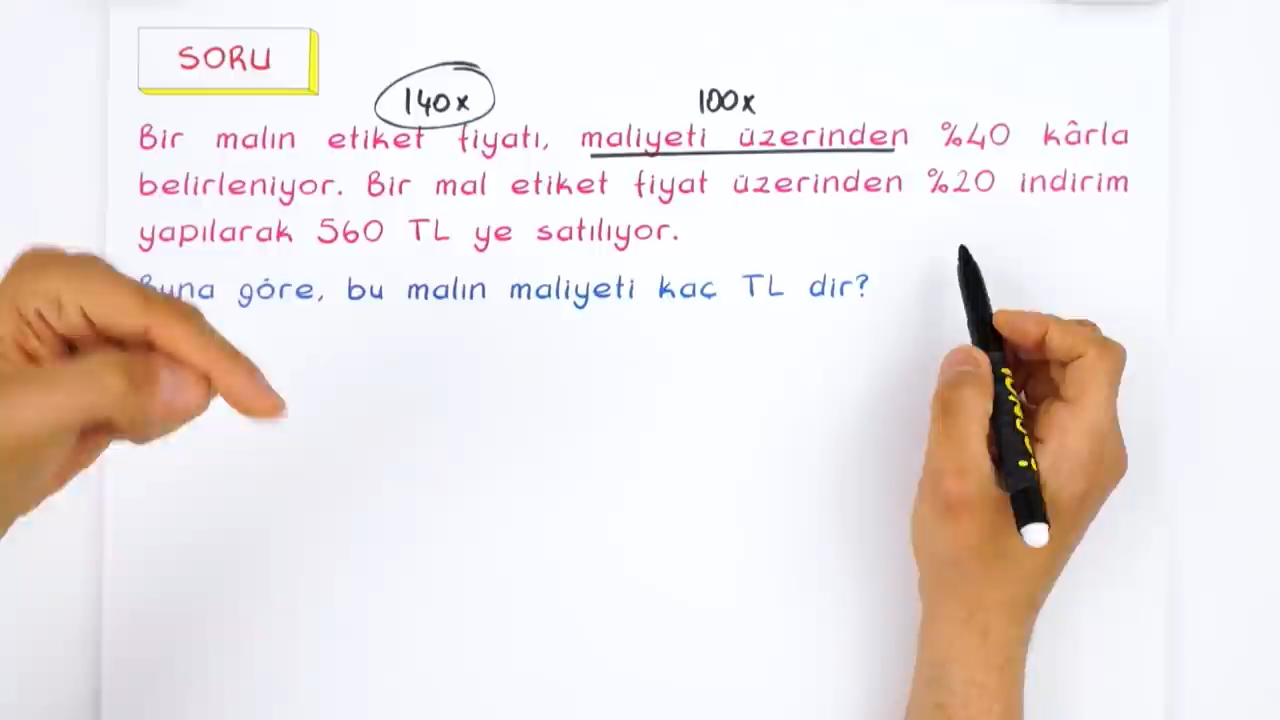 SORU
140x 100x
Bir malın etiket fiyatı, maliyeti üzerinden %40 kârla
belirleniyor. Bir mal etiket fiyat üzerinden %20 indirim
yapılarak 560 TL ye satılıyor.
Buna göre, bu malın maliyeti kaç TL dir?